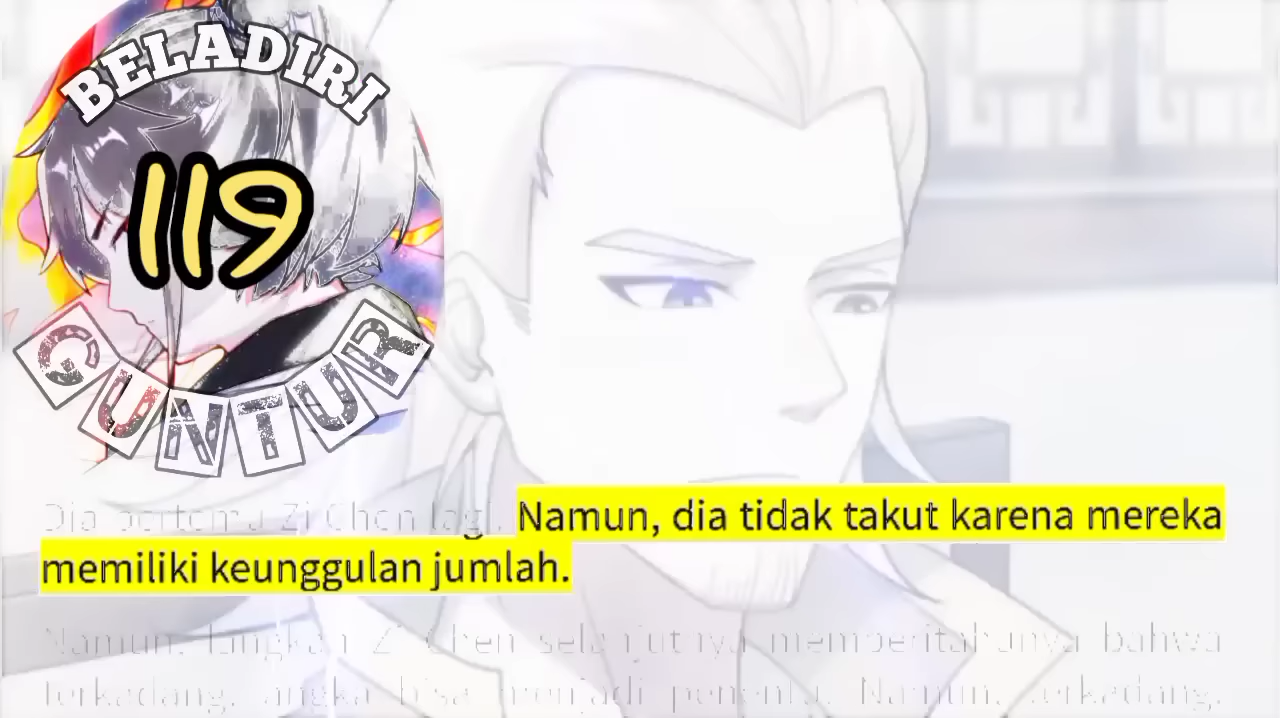 BELADIRI
119
GUNTUR
Dia bertemu Zi Chen lagi. Namun, dia tidak takut karena mereka
memiliki keunggulan jumlah.
Namun, langkah Zi Chen selanjutnya memberitahunya bahwa
terkadang, angka bisa menjadi penentu. Namun, terkadang,